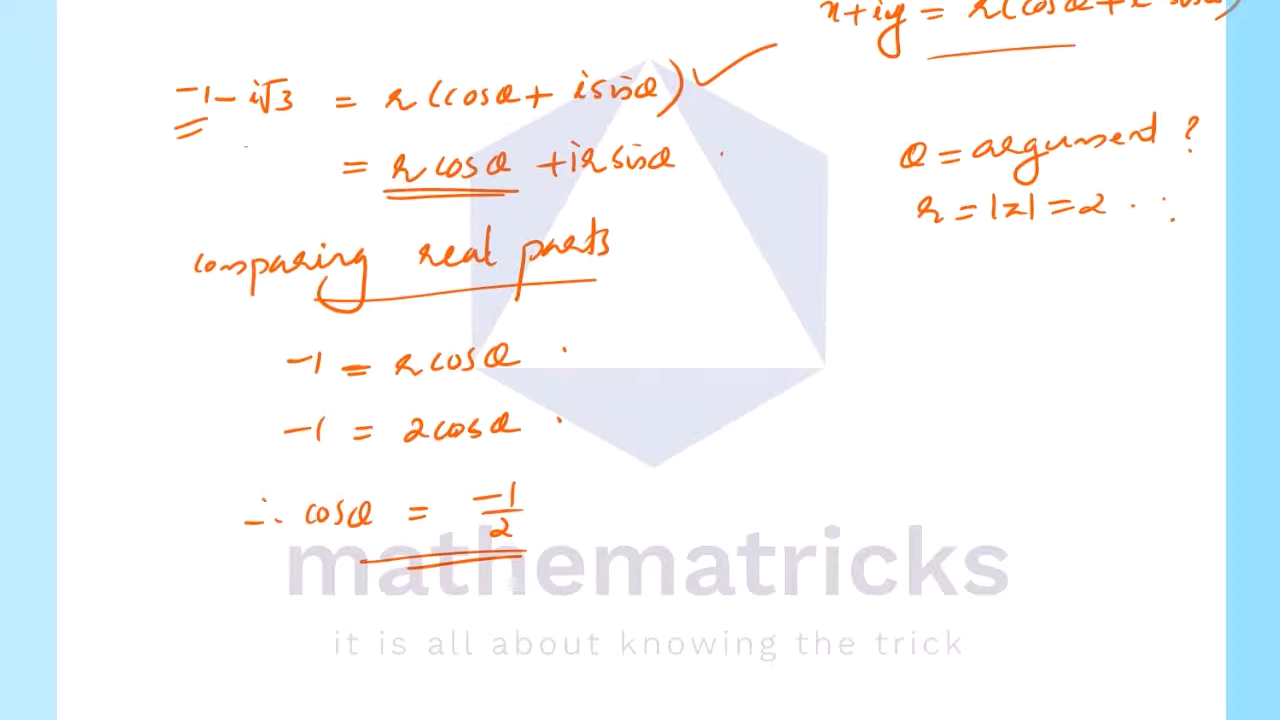 x+iy = r(cosθ+i sinθ)
-1-i√3 = r(cosθ+ i sinθ) ✓
= r cosθ +ir sinθ .
θ = argument ?
r = |z| = 2 . ∴
comparing real parts
-1 = r cosθ .
-1 = 2cosθ .
∴ cosθ = -1/2
mathematricks
it is all about knowing the trick